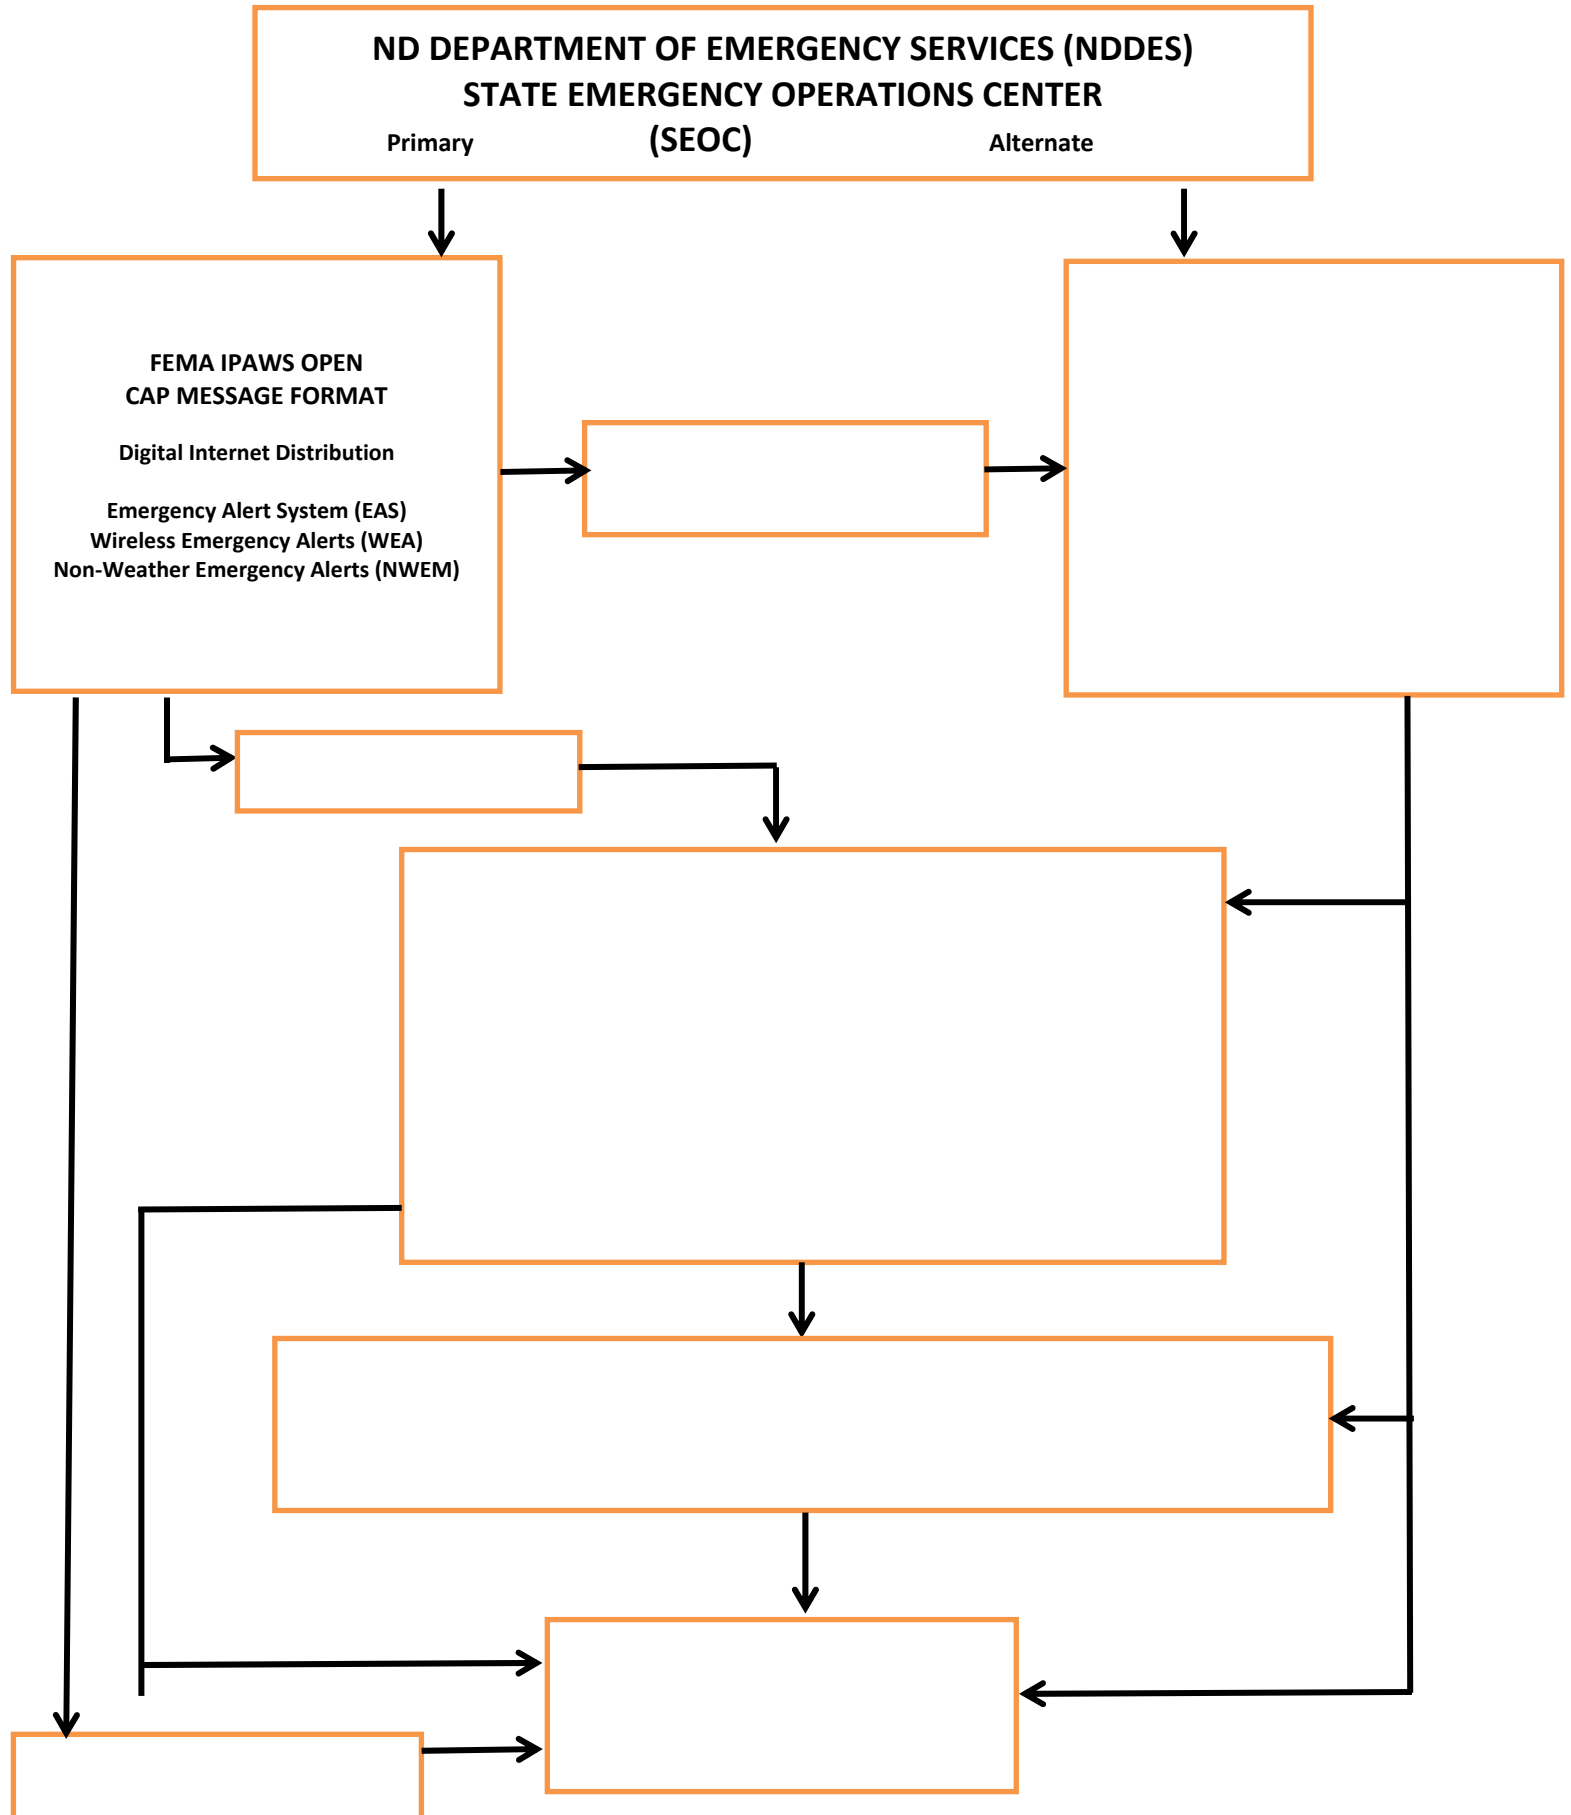 ND DEPARTMENT OF EMERGENCY SERVICES (NDDES)
STATE EMERGENCY OPERATIONS CENTER
Primary (SEOC) Alternate
FEMA IPAWS OPEN
CAP MESSAGE FORMAT
Digital Internet Distribution
Emergency Alert System (EAS)
Wireless Emergency Alerts (WEA)
Non-Weather Emergency Alerts (NWEM)